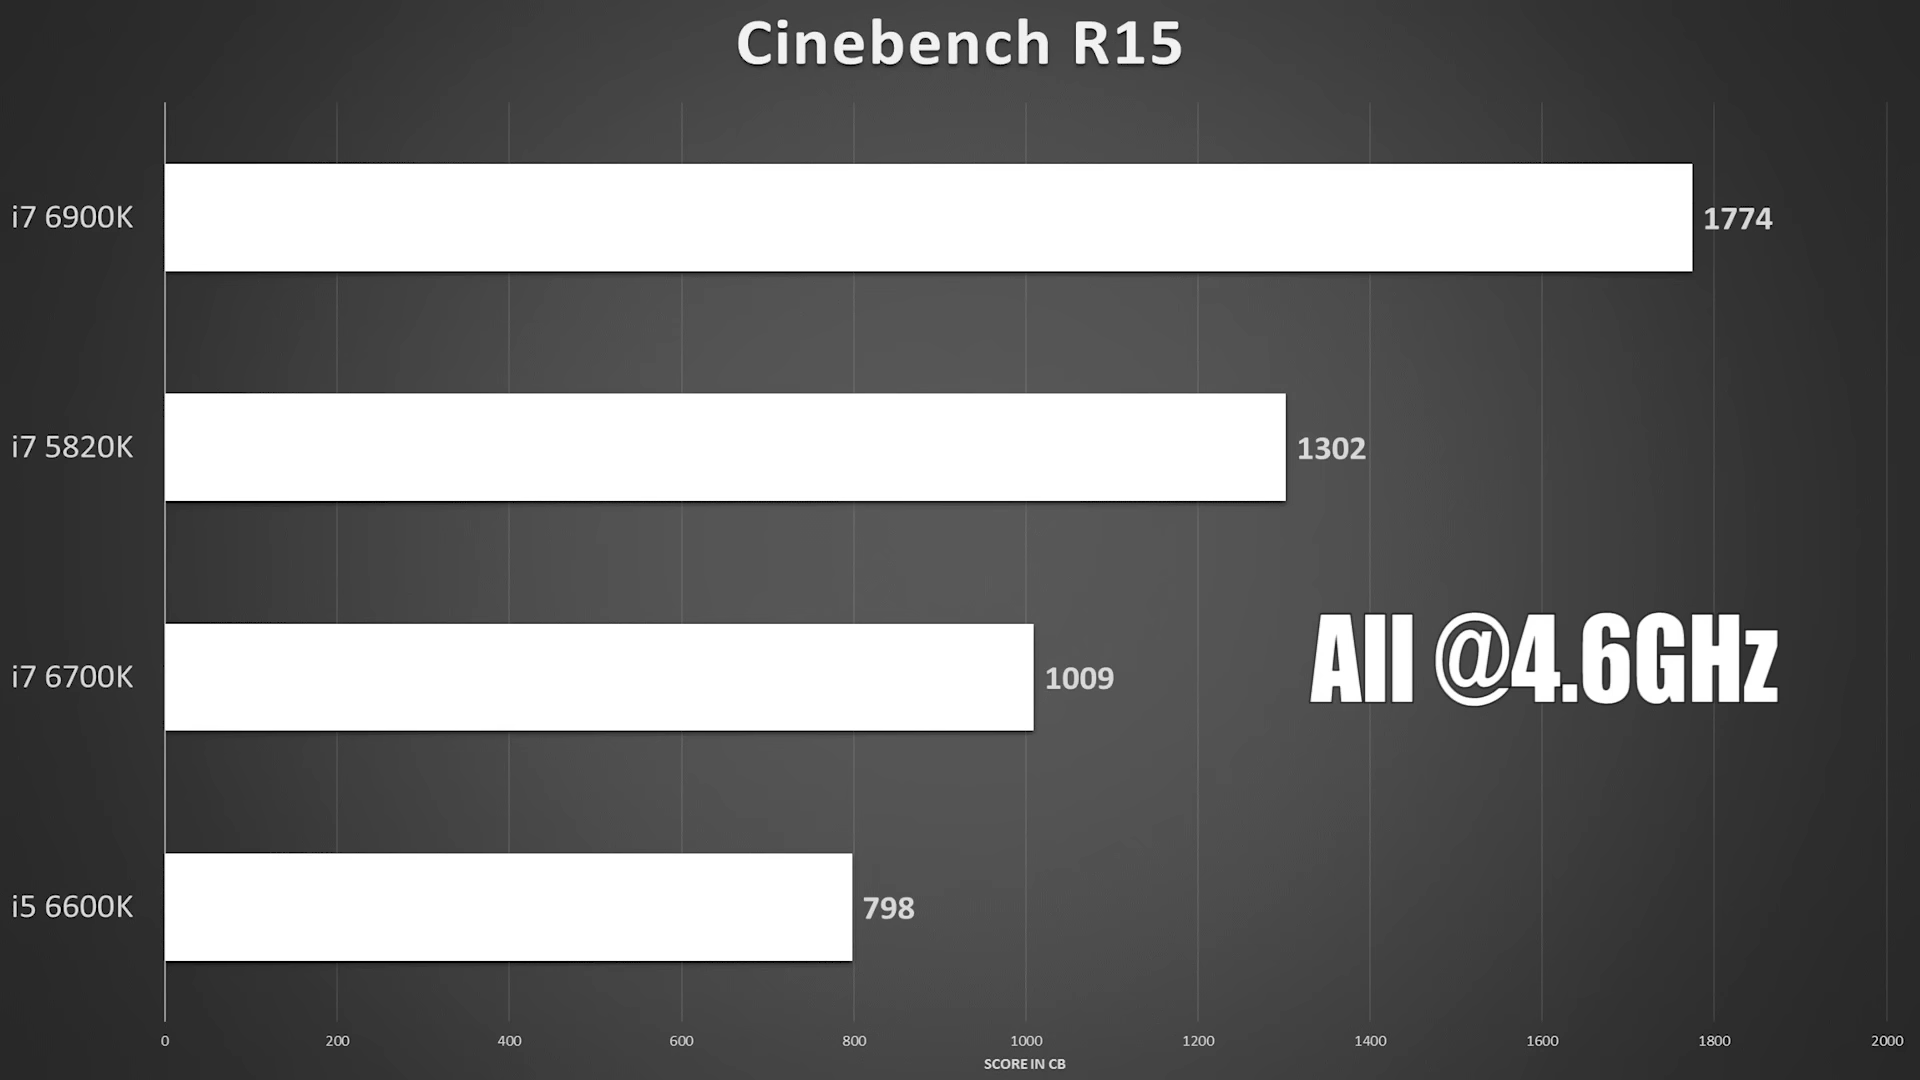 Cinebench R15
i7 6900K
1774
i7 5820K
1302
i7 6700K
1009
All @4.6GHz
i5 6600K
798
0 200 400 600 800 1000 1200 1400 1600 1800 2000
SCORE IN CB